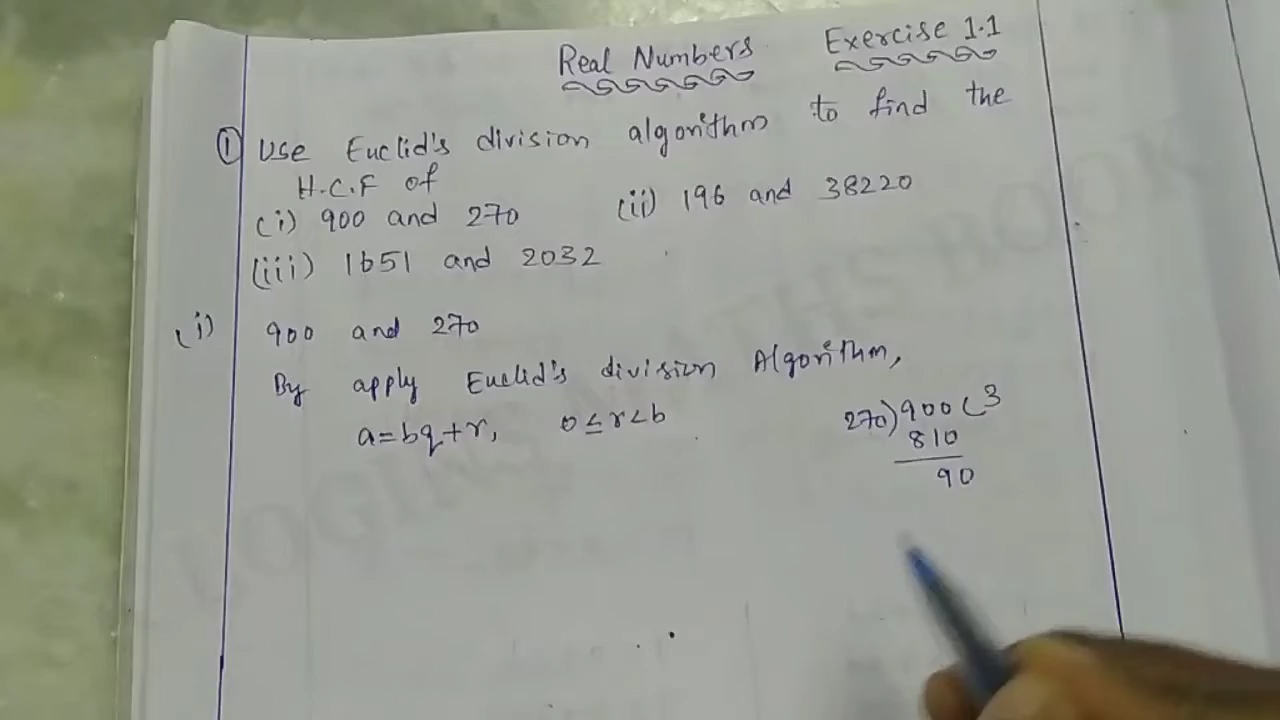 Real Numbers Exercise 1.1
① Use Euclid's division algorithm to find the
H.C.F of
(i) 900 and 270 (ii) 196 and 38220
(iii) 1651 and 2032
(i) 900 and 270
By apply Euclid's division Algorithm,
a=bq+r, 0≤r<b
270)900(3
810
90